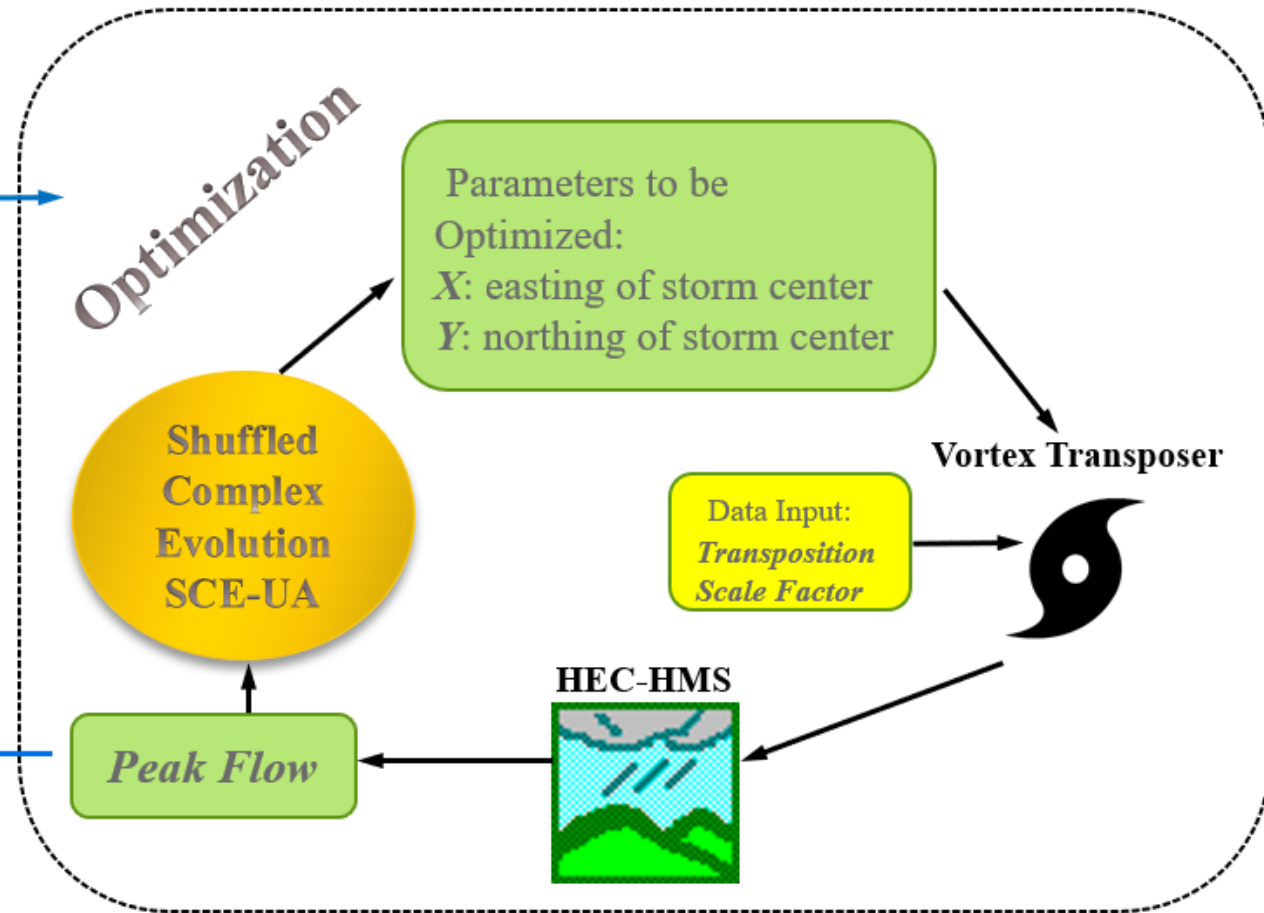 Optimization
Parameters to be
Optimized:
X: easting of storm center
Y: northing of storm center
Vortex Transposer
Data Input:
Transposition
Scale Factor
Shuffled
Complex
Evolution
SCE-UA
HEC-HMS
Peak Flow